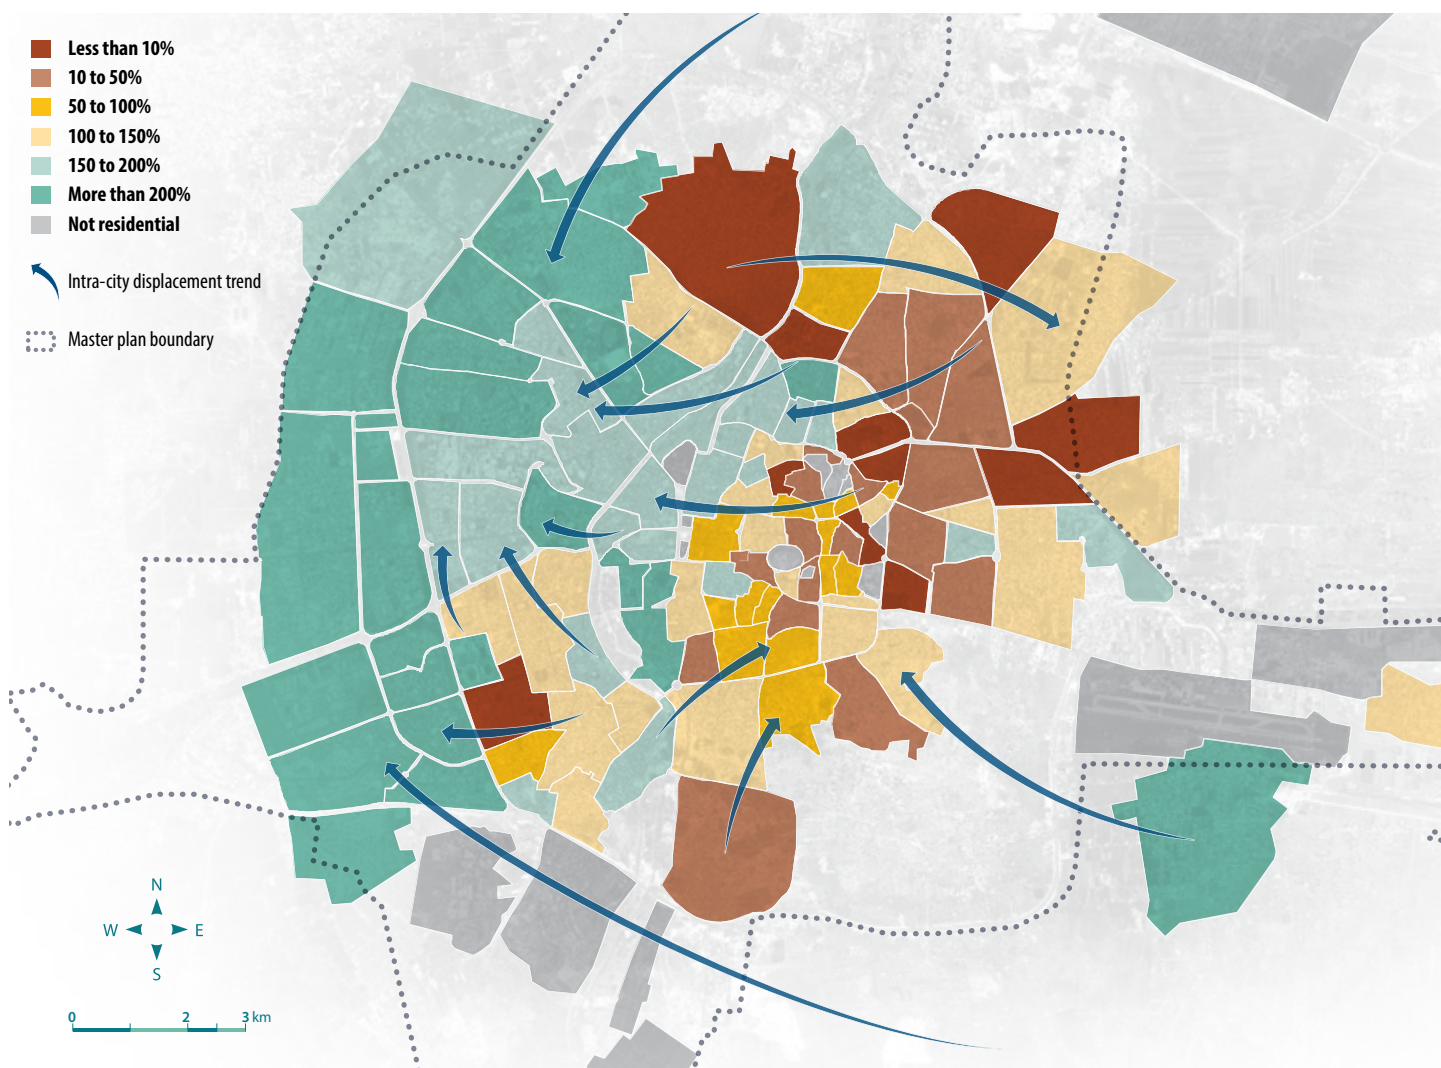 Less than 10%
10 to 50%
50 to 100%
100 to 150%
150 to 200%
More than 200%
Not residential
Intra-city displacement trend
Master plan boundary
N
W E
S
0 2 3 km